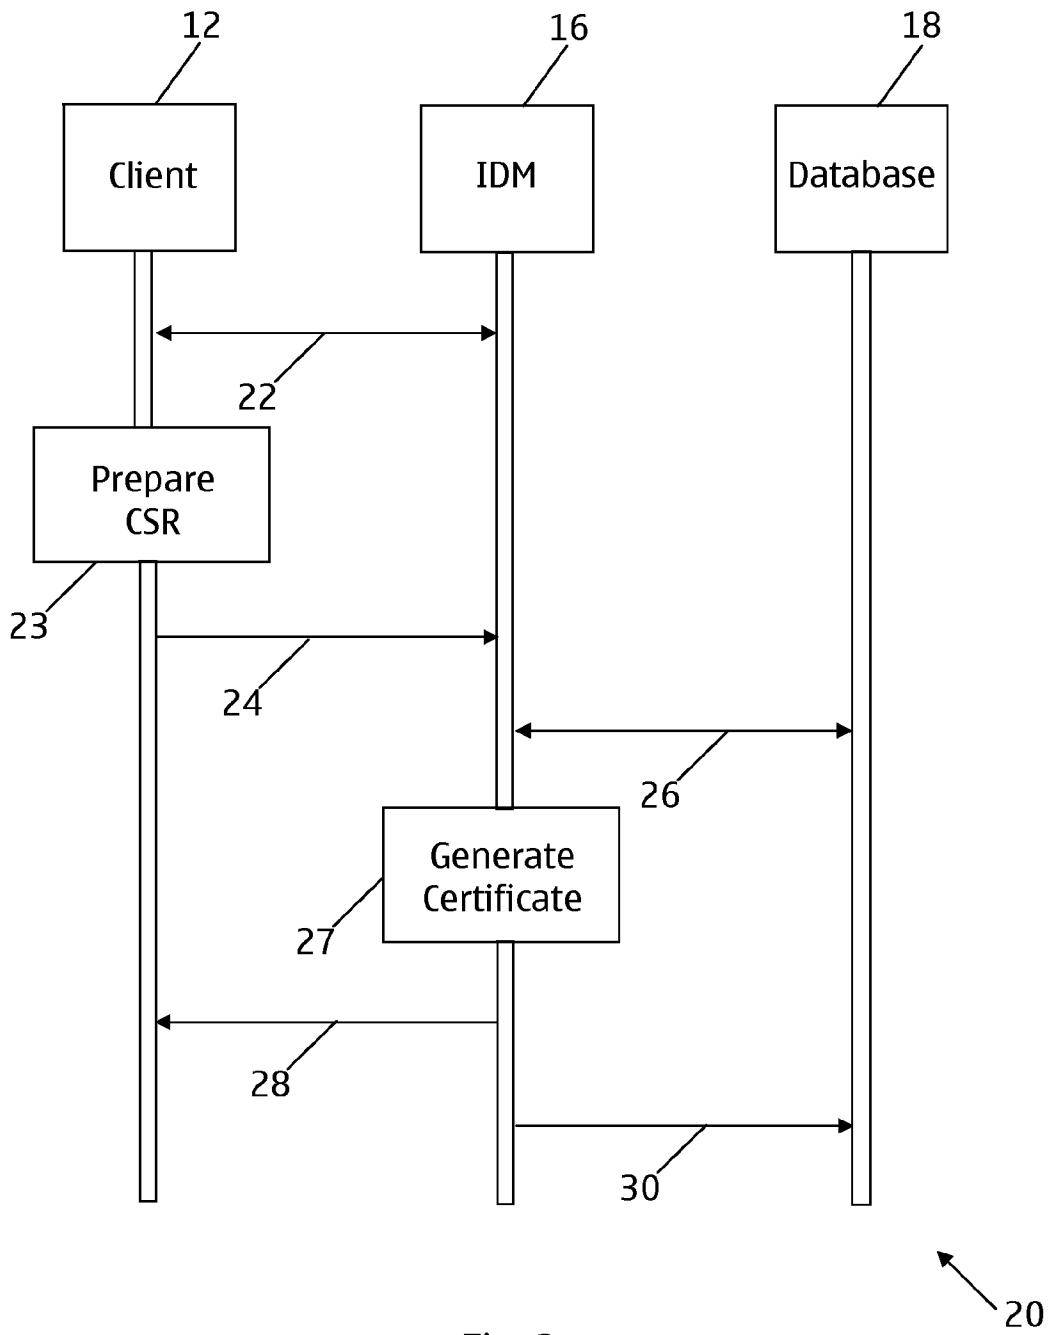 12
16
18
Client
IDM
Database
22
Prepare
CSR
23
24
26
Generate
Certificate
27
28
30
20